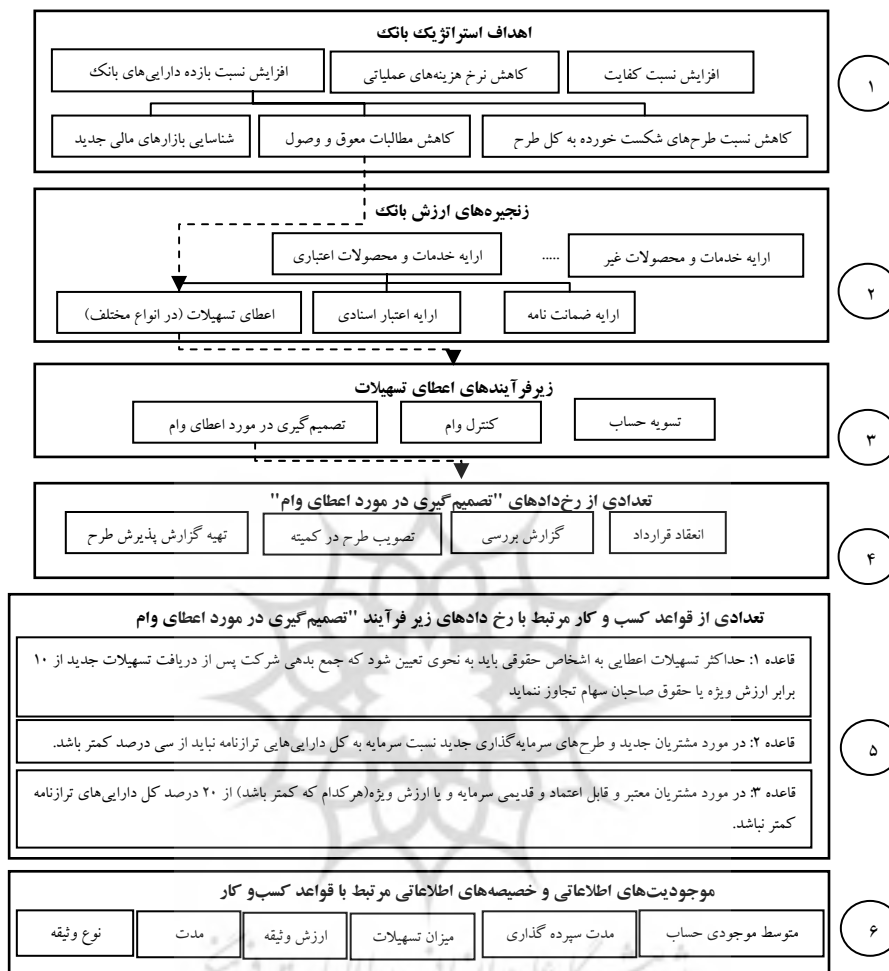 اهداف استراتژیک بانک
افزایش نسبت کفایت
کاهش نرخ هزینه‌های عملیاتی
افزایش نسبت بازده دارایی‌های بانک
کاهش نسبت طرح‌های شکست خورده به کل طرح
کاهش مطالبات معوق و وصول
شناسایی بازارهای مالی جدید
۱
زنجیره‌های ارزش بانک
ارایه خدمات و محصولات غیر
.....
ارایه خدمات و محصولات اعتباری
ارایه ضمانت نامه
ارایه اعتبار اسنادی
اعطای تسهیلات (در انواع مختلف)
۲
زیرفرآیندهای اعطای تسهیلات
تسویه حساب
کنترل وام
تصمیم‌گیری در مورد اعطای وام
۳
تعدادی از رخ‌دادهای "تصمیم‌گیری در مورد اعطای وام"
انعقاد قرارداد
گزارش بررسی
تصویب طرح در کمیته
تهیه گزارش پذیرش طرح
۴
تعدادی از قواعد کسب و کار مرتبط با رخ دادهای زیر فرآیند "تصمیم‌گیری در مورد اعطای وام
قاعده ۱: حداکثر تسهیلات اعطایی به اشخاص حقوقی باید به نحوی تعیین شود که جمع بدهی شرکت پس از دریافت تسهیلات جدید از ۱۰
برابر ارزش ویژه یا حقوق صاحبان سهام تجاوز ننماید
قاعده ۲: در مورد مشتریان جدید و طرح‌های سرمایه‌گذاری جدید نسبت سرمایه به کل دارایی‌هایی ترازنامه نباید از سی درصد کمتر باشد.
قاعده ۳: در مورد مشتریان معتبر و قابل اعتماد و قدیمی سرمایه و یا ارزش ویژه(هرکدام که کمتر باشد) از ۲۰ درصد کل دارایی‌های ترازنامه
کمتر نباشد.
۵
موجودیت‌های اطلاعاتی و خصیصه‌های اطلاعاتی مرتبط با قواعد کسب‌و کار
متوسط موجودی حساب
مدت سپرده گذاری
میزان تسهیلات
ارزش وثیقه
مدت
نوع وثیقه
۶